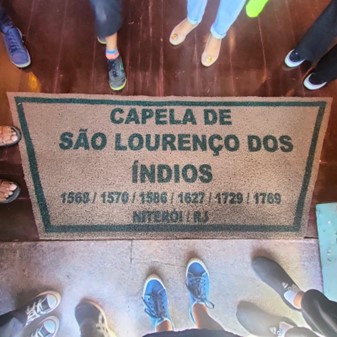 CAPELA DE
SÃO LOURENÇO DOS
ÍNDIOS
1568 / 1570 / 1586 / 1627 / 1729 / 1769
NITERÓI / RJ